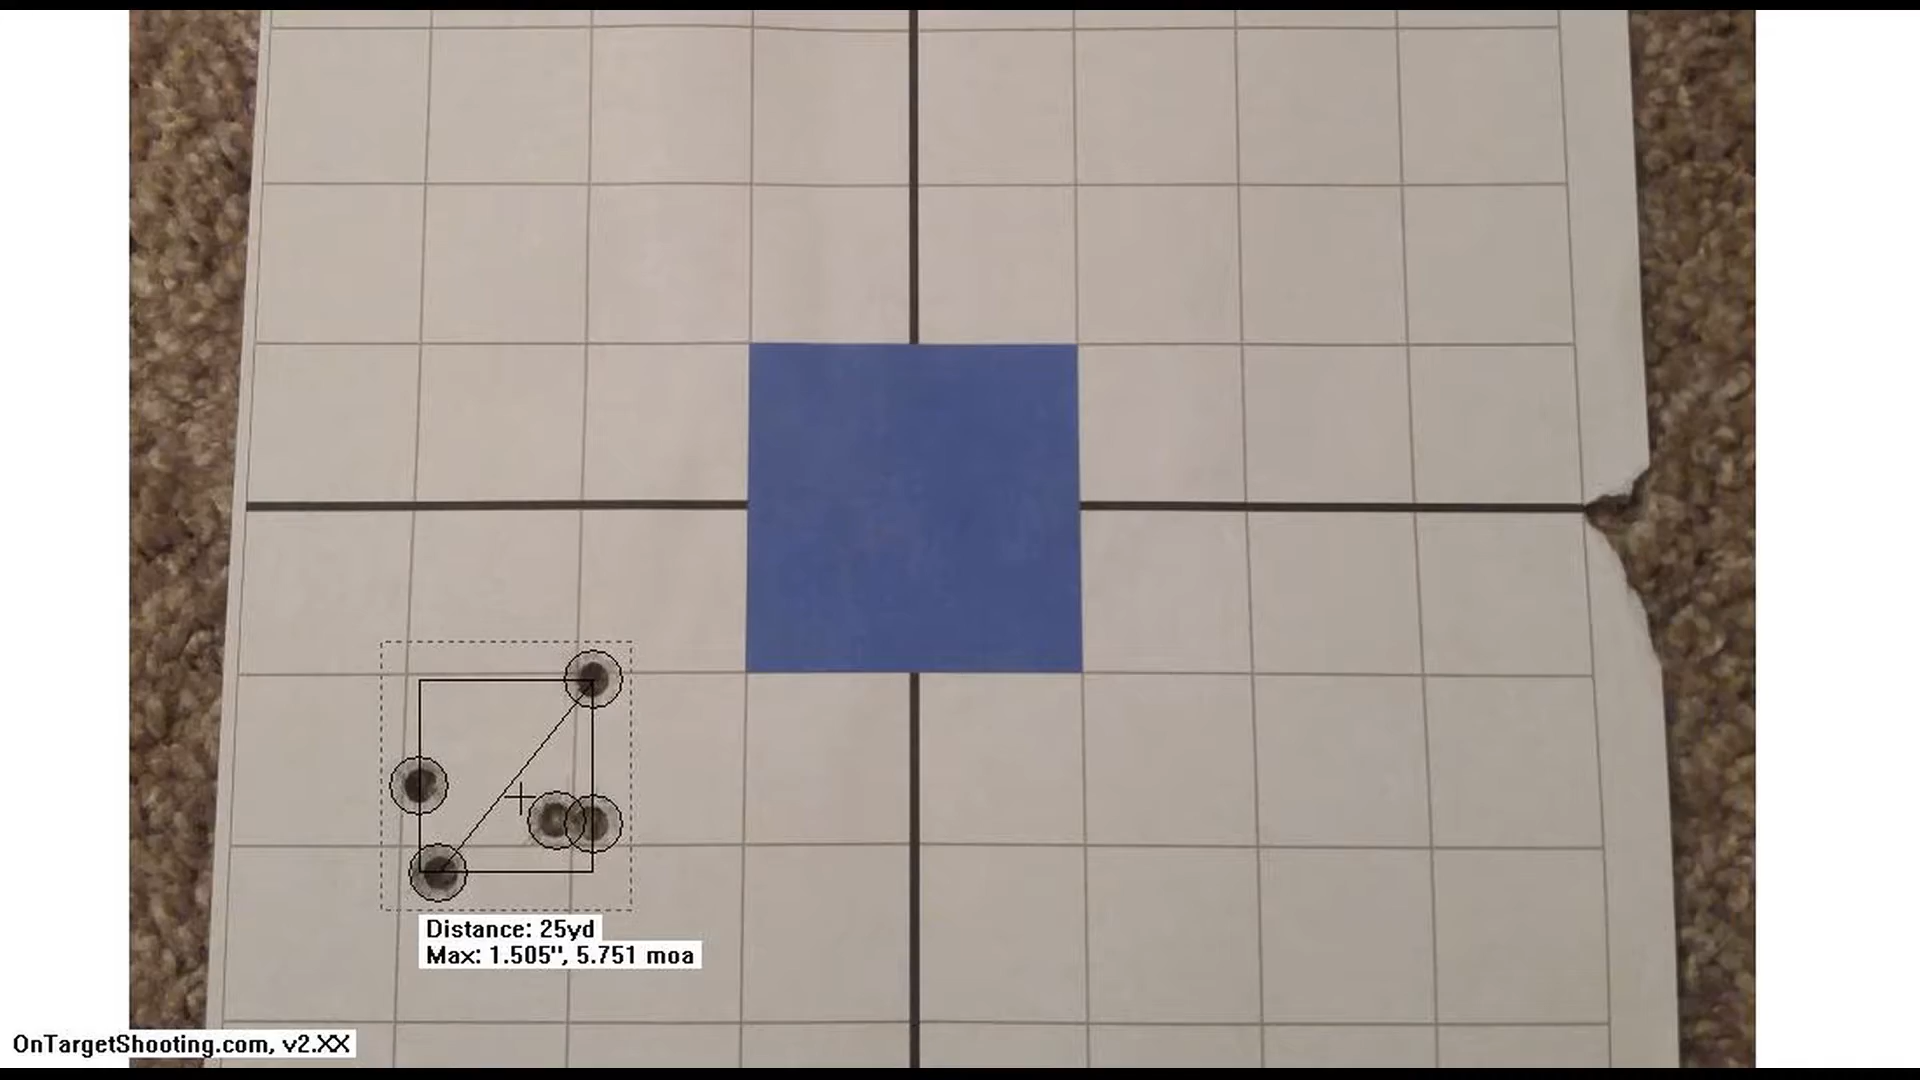 Distance: 25yd
Max: 1.505", 5.751 moa
OnTargetShooting.com, v2.XX